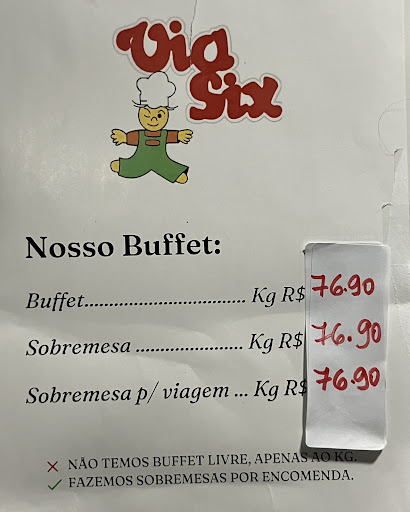 Via
Six
Nosso Buffet:
Buffet................................ Kg R$ 76.90
Sobremesa ...................... Kg R$ 76.90
Sobremesa p/ viagem ... Kg R$ 76.90
NÃO TEMOS BUFFET LIVRE, APENAS AO KG.
FAZEMOS SOBREMESAS POR ENCOMENDA.